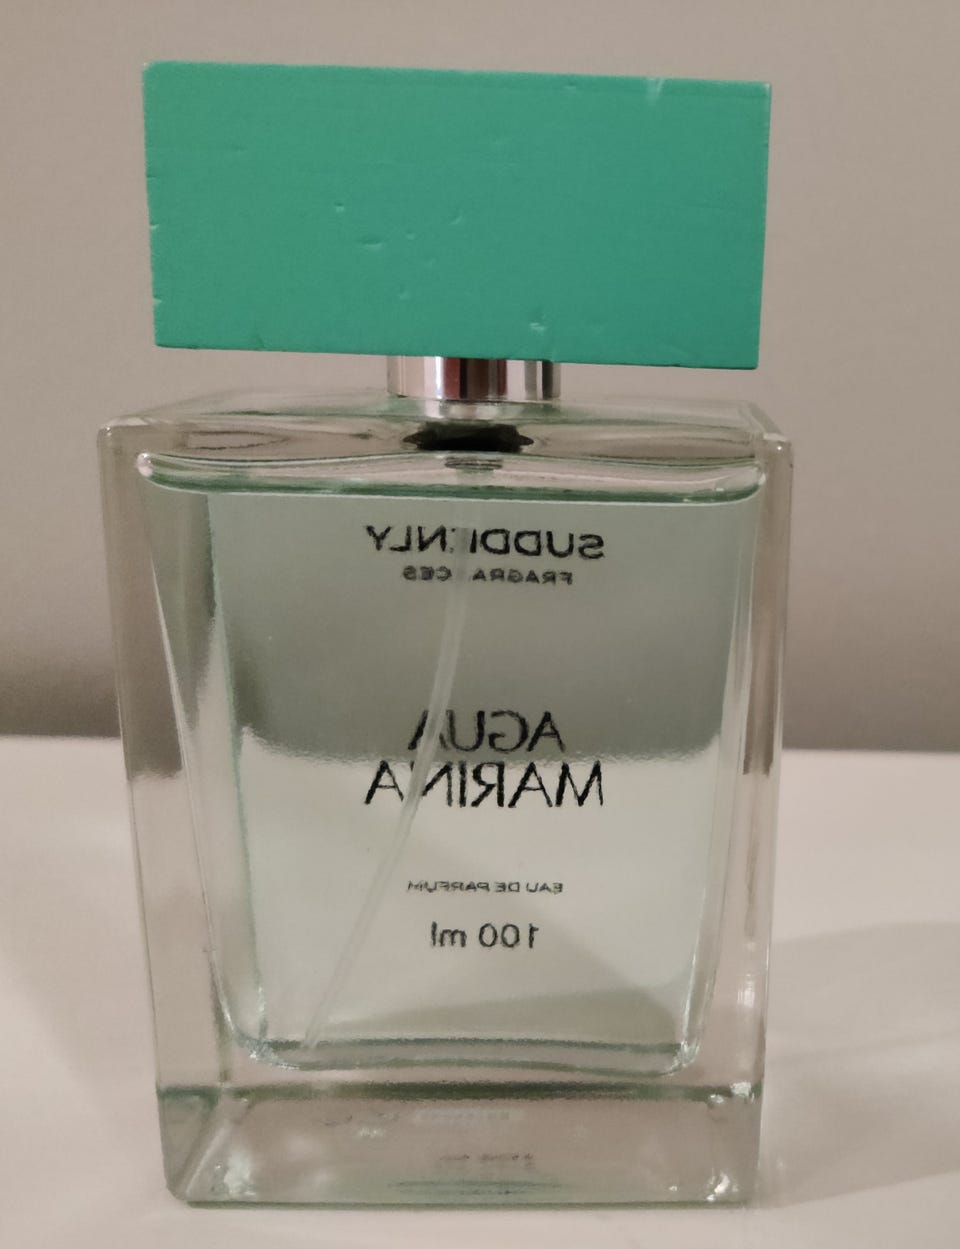 SUDDENLY
FRAGRANCES
AGUA
MARINA
EAU DE PARFUM
100 ml